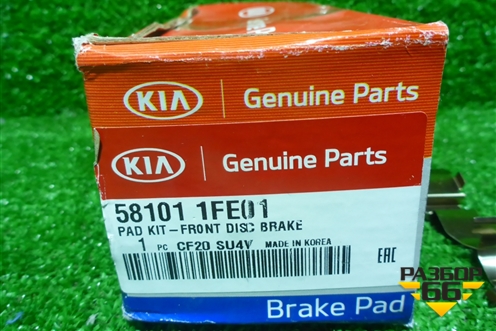 KIA Genuine Parts
KIA Genuine Parts
58101 1FE01
PAD KIT-FRONT DISC BRAKE
1 PC CF20 SU4V MADE IN KOREA
EAC
Brake Pad
РАЗБОР
66